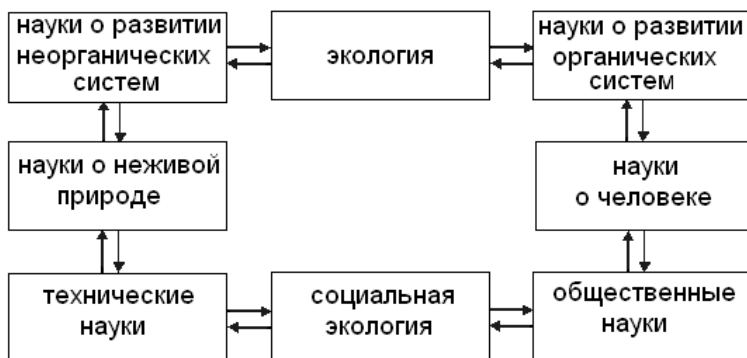 науки о развитии
неорганических
систем
экология
науки о развитии
органических
систем
науки о неживой
природе
науки
о человеке
технические
науки
социальная
экология
общественные
науки